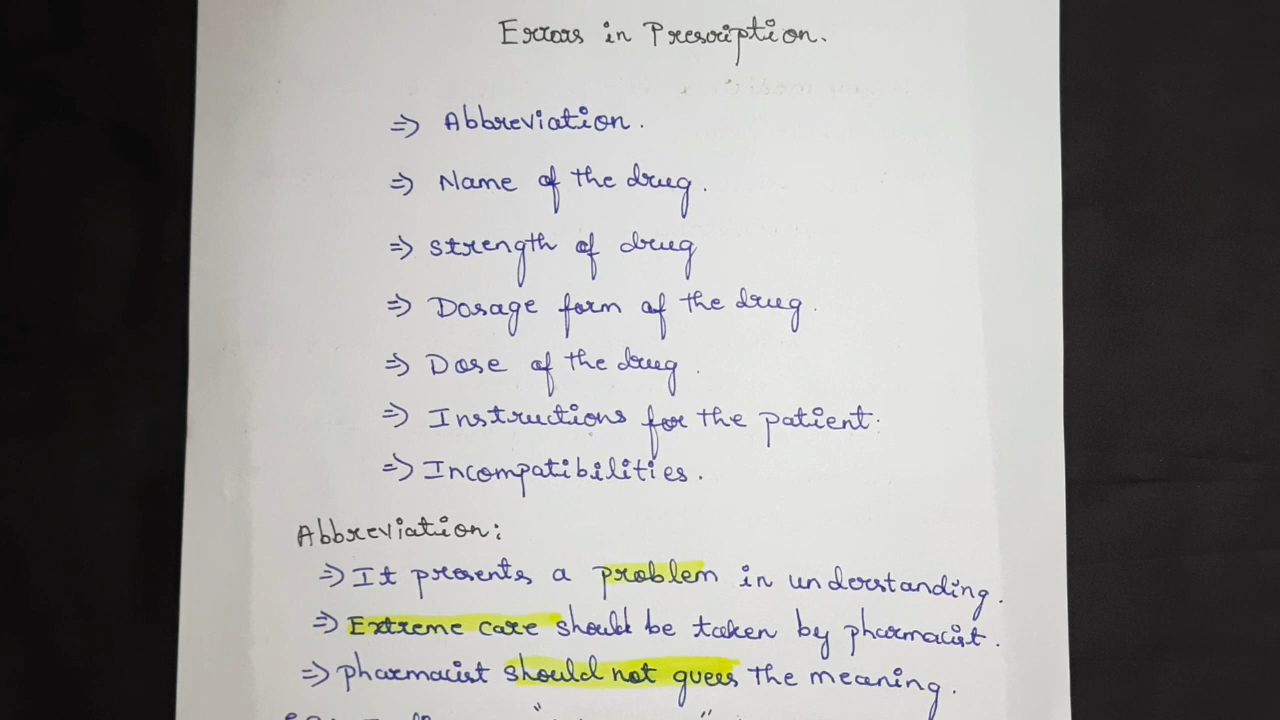 Errors in Prescription.
⇒ Abbreviation.
⇒ Name of the drug.
⇒ strength of drug
⇒ Dosage form of the drug.
⇒ Dose of the drug.
⇒ Instructions for the patient.
⇒ Incompatibilities.
Abbreviation:
⇒ It presents a problem in understanding.
⇒ Extreme care should be taken by pharmacist.
⇒ pharmacist should not guess the meaning.